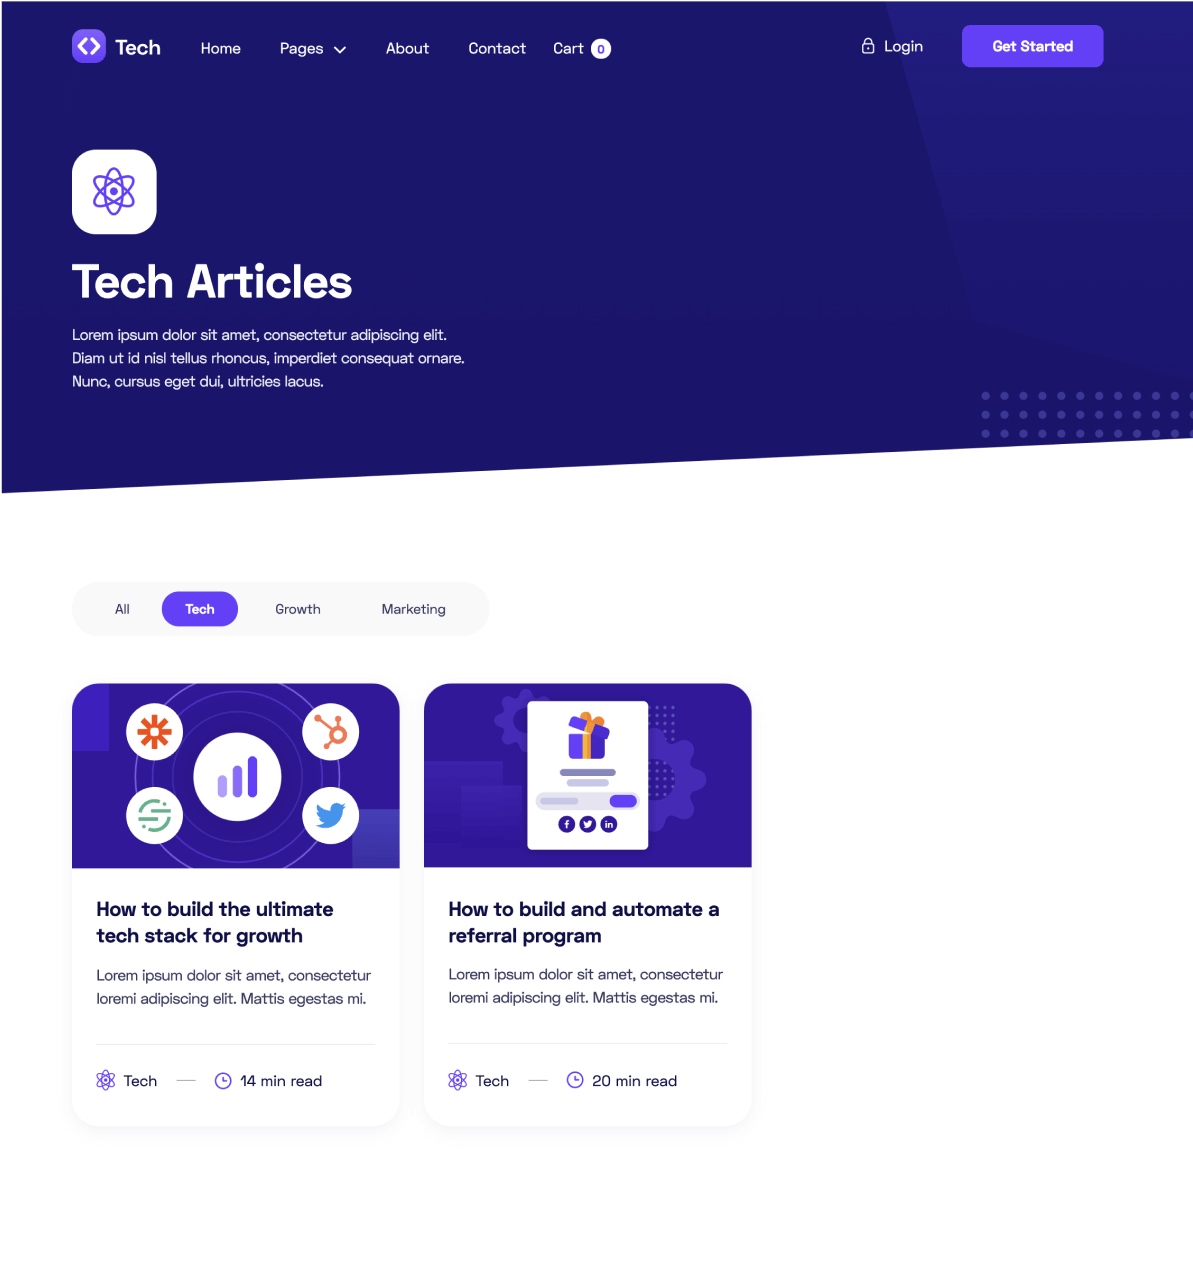 Tech
Home
Pages
About
Contact
Cart 0
Login
Get Started
Tech Articles
Lorem ipsum dolor sit amet, consectetur adipiscing elit.
Diam ut id nisl tellus rhoncus, imperdiet consequat ornare.
Nunc, cursus eget dui, ultricies lacus.
All
Tech
Growth
Marketing
f
in
How to build the ultimate
tech stack for growth
Lorem ipsum dolor sit amet, consectetur
loremi adipiscing elit. Mattis egestas mi.
Tech
14 min read
How to build and automate a
referral program
Lorem ipsum dolor sit amet, consectetur
loremi adipiscing elit. Mattis egestas mi.
Tech
20 min read